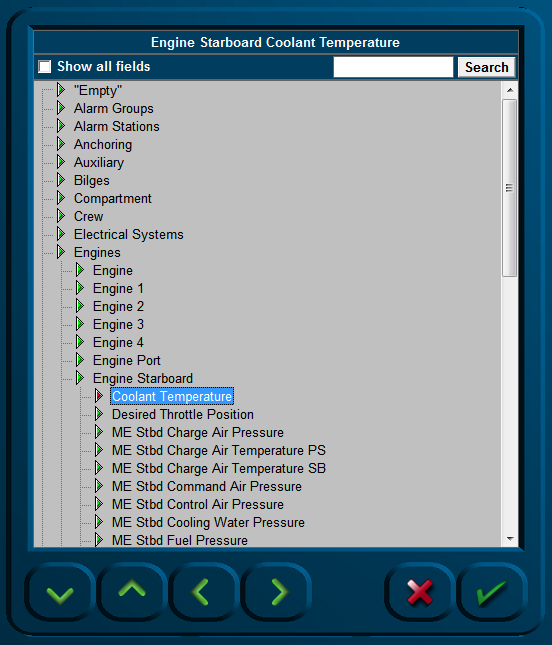 Engine Starboard Coolant Temperature
Show all fields Search
"Empty"
Alarm Groups
Alarm Stations
Anchoring
Auxiliary
Bilges
Compartment
Crew
Electrical Systems
Engines
Engine
Engine 1
Engine 2
Engine 3
Engine 4
Engine Port
Engine Starboard
Coolant Temperature
Desired Throttle Position
ME Stbd Charge Air Pressure
ME Stbd Charge Air Temperature PS
ME Stbd Charge Air Temperature SB
ME Stbd Command Air Pressure
ME Stbd Control Air Pressure
ME Stbd Cooling Water Pressure
ME Stbd Fuel Pressure